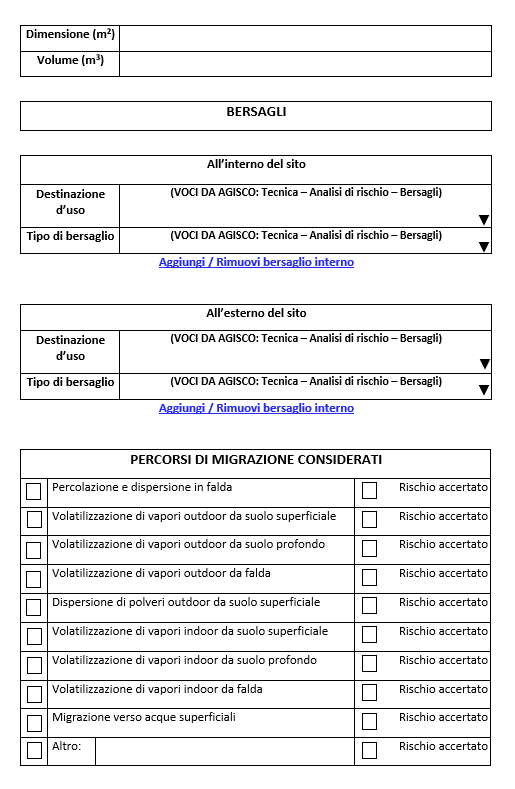 Dimensione (m²)
Volume (m³)
BERSAGLI
All’interno del sito
Destinazione
d’uso
(VOCI DA AGISCO: Tecnica – Analisi di rischio – Bersagli)
Tipo di bersaglio
(VOCI DA AGISCO: Tecnica – Analisi di rischio – Bersagli)
Aggiungi / Rimuovi bersaglio interno
All’esterno del sito
Destinazione
d’uso
(VOCI DA AGISCO: Tecnica – Analisi di rischio – Bersagli)
Tipo di bersaglio
(VOCI DA AGISCO: Tecnica – Analisi di rischio – Bersagli)
Aggiungi / Rimuovi bersaglio interno
PERCORSI DI MIGRAZIONE CONSIDERATI
Percolazione e dispersione in falda Rischio accertato
Volatilizzazione di vapori outdoor da suolo superficiale Rischio accertato
Volatilizzazione di vapori outdoor da suolo profondo Rischio accertato
Volatilizzazione di vapori outdoor da falda Rischio accertato
Dispersione di polveri outdoor da suolo superficiale Rischio accertato
Volatilizzazione di vapori indoor da suolo superficiale Rischio accertato
Volatilizzazione di vapori indoor da suolo profondo Rischio accertato
Volatilizzazione di vapori indoor da falda Rischio accertato
Migrazione verso acque superficiali Rischio accertato
Altro: Rischio accertato